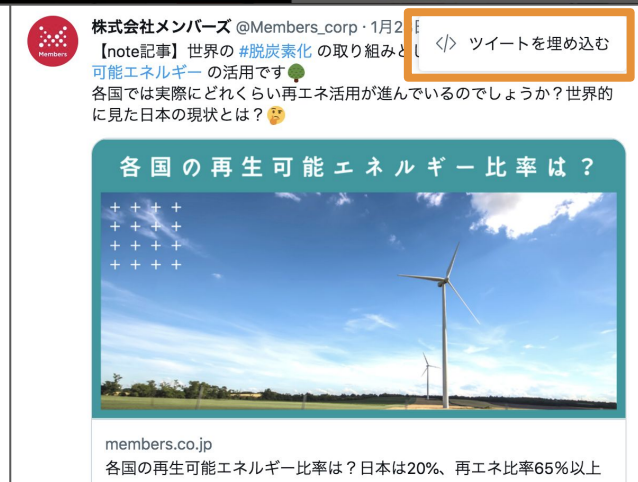 株式会社メンバーズ @Members_corp · 1月2
</> ツイートを埋め込む
【note記事】世界の #脱炭素化 の取り組みと
可能エネルギー の活用です🌳
各国では実際にどれくらい再エネ活用が進んでいるのでしょうか？世界的
に見た日本の現状とは？🤔
Members
各国の再生可能エネルギー比率は？
members.co.jp
各国の再生可能エネルギー比率は？日本は20%、再エネ比率65%以上